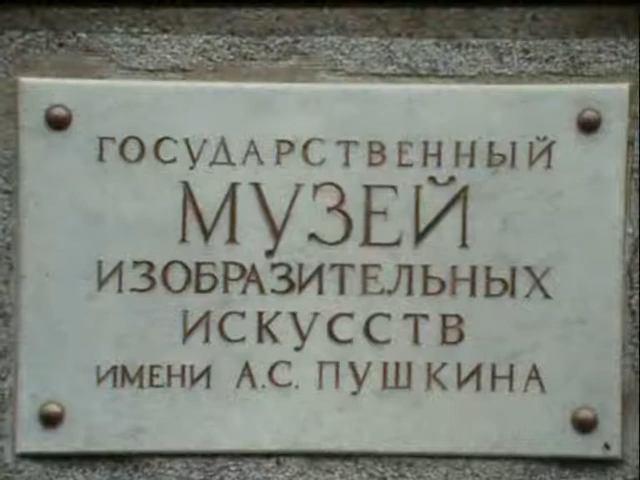 ГОСУДАРСТВЕННЫЙ
МУЗЕЙ
ИЗОБРАЗИТЕЛЬНЫХ
ИСКУССТВ
ИМЕНИ А.С. ПУШКИНА